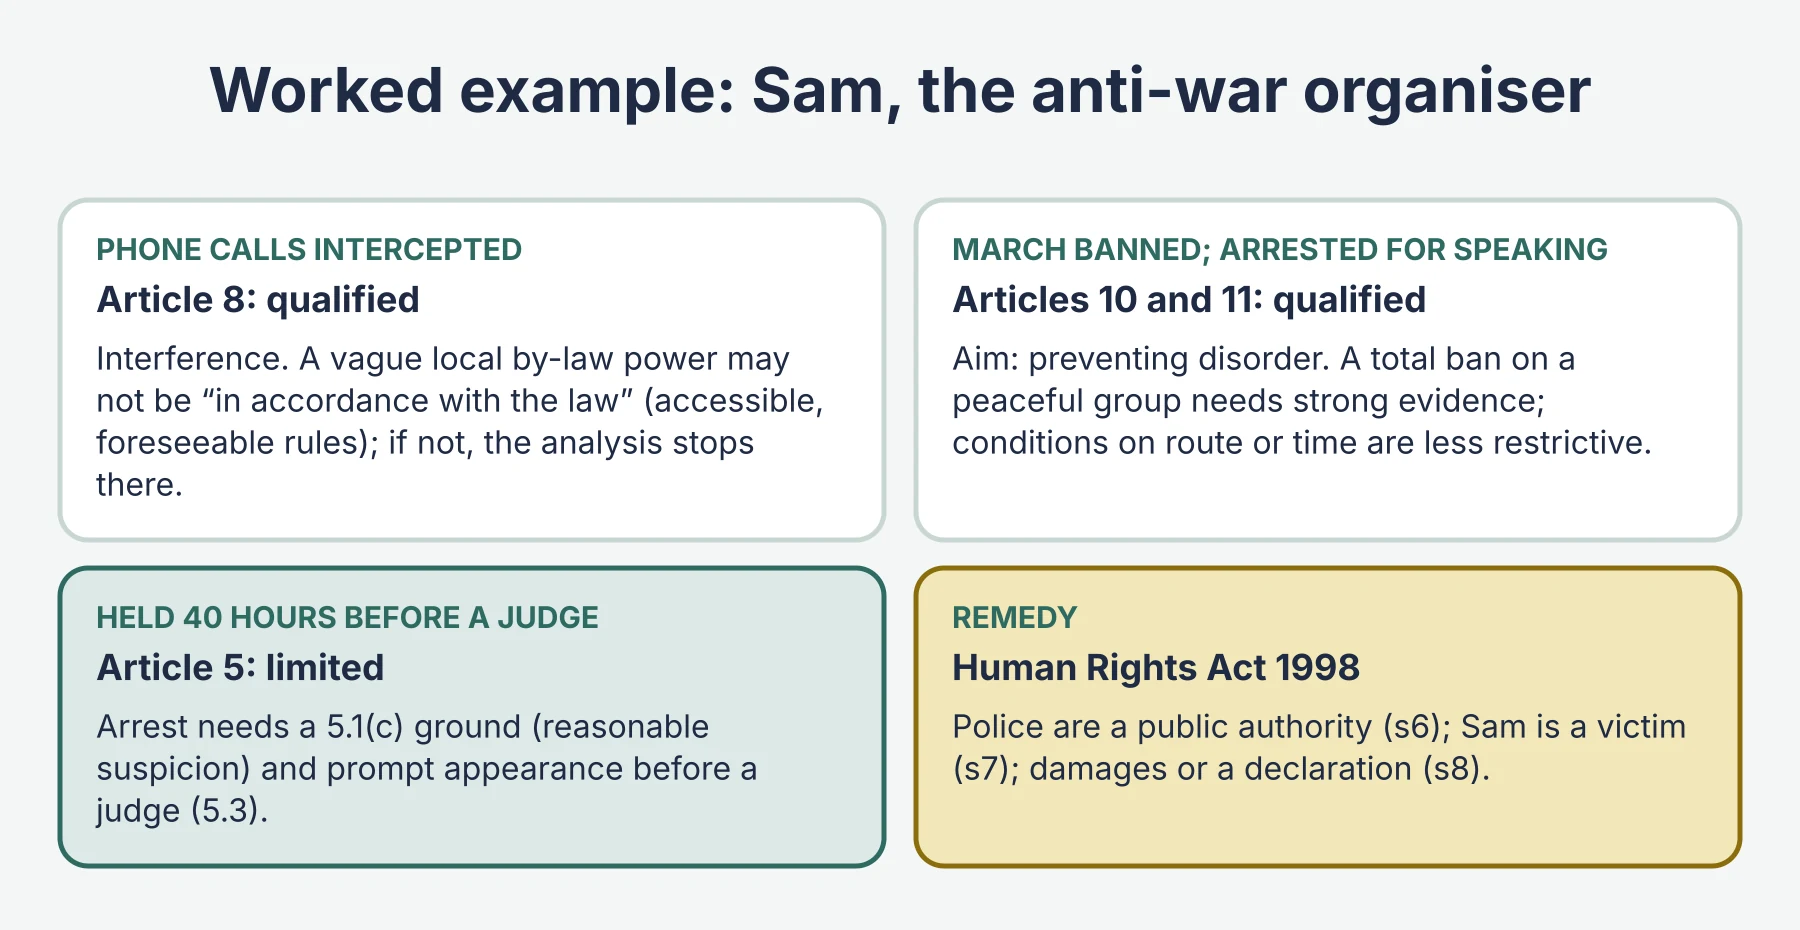 Worked example: Sam, the anti-war organiser
PHONE CALLS INTERCEPTED
Article 8: qualified
Interference. A vague local by-law power may
not be “in accordance with the law” (accessible,
foreseeable rules); if not, the analysis stops
there.
MARCH BANNED; ARRESTED FOR SPEAKING
Articles 10 and 11: qualified
Aim: preventing disorder. A total ban on a
peaceful group needs strong evidence;
conditions on route or time are less restrictive.
HELD 40 HOURS BEFORE A JUDGE
Article 5: limited
Arrest needs a 5.1(c) ground (reasonable
suspicion) and prompt appearance before a
judge (5.3).
REMEDY
Human Rights Act 1998
Police are a public authority (s6); Sam is a victim
(s7); damages or a declaration (s8).